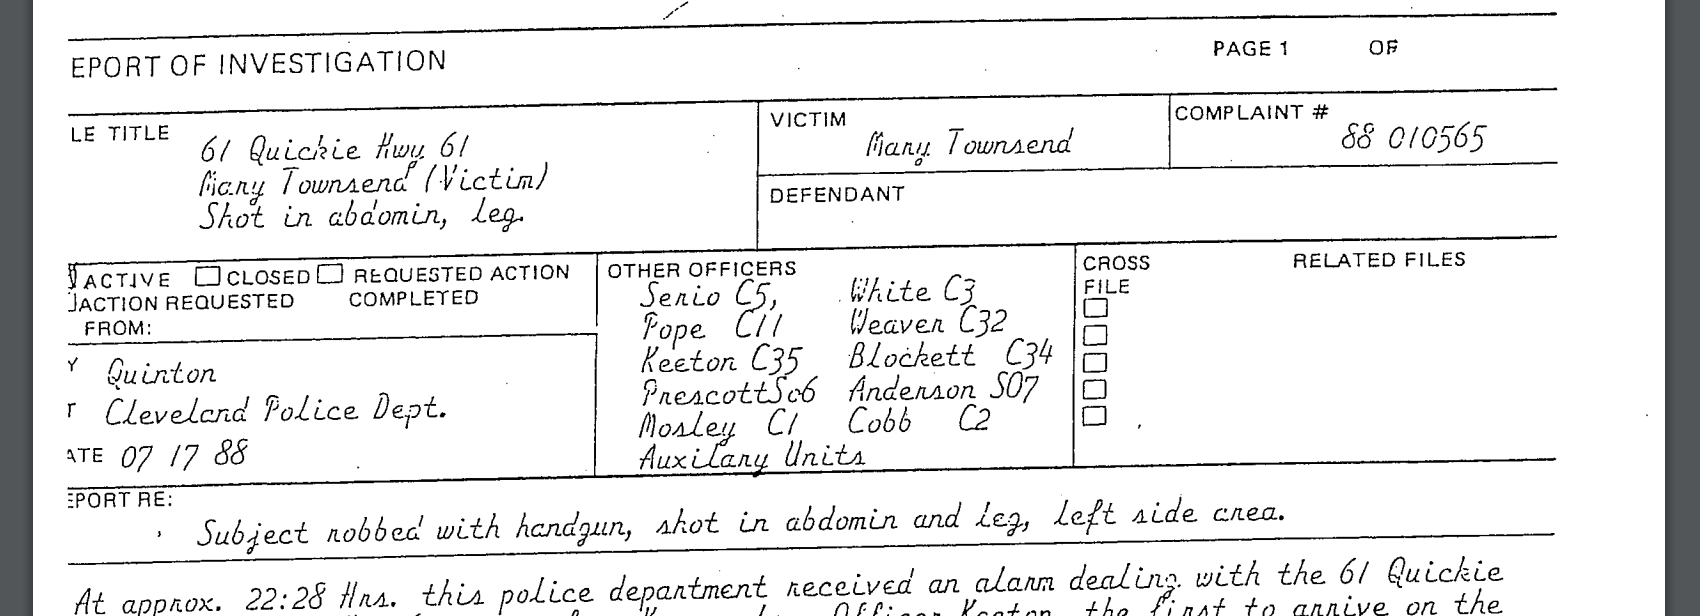 EPORT OF INVESTIGATION
PAGE 1 OF
LE TITLE
61 Quickie Hwy 61
Mary Townsend (Victim)
Shot in abdomin, leg.
VICTIM
Mary Townsend
COMPLAINT #
88 010565
DEFENDANT
ACTIVE CLOSED REQUESTED ACTION
ACTION REQUESTED COMPLETED
FROM:
Y Quinton
T Cleveland Police Dept.
ATE 07 17 88
OTHER OFFICERS
Serio C5, White C3
Pope C11 Weaver C32
Keeton C35 Blockett C34
Prescott So6 Anderson SO7
Mosley C1 Cobb C2
Auxilary Units
CROSS FILE
RELATED FILES
EPORT RE:
Subject robbed with handgun, shot in abdomin and leg, left side area.
At approx. 22:28 Hrs. this police department received an alarm dealing with the 61 Quickie
Officer Keeton, the first to arrive on the